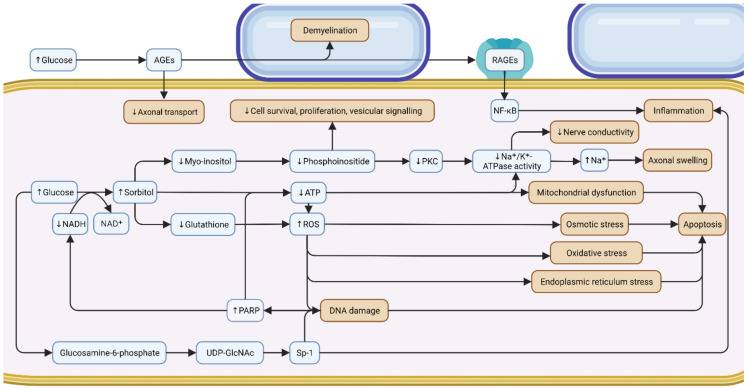 Demyelination
↑Glucose
AGEs
RAGEs
↓Axonal transport
↓Cell survival, proliferation, vesicular signalling
NF-κB
Inflammation
↓Nerve conductivity
↓Myo-inositol
↓Phosphoinositide
↓PKC
↓Na⁺/K⁺-
ATPase activity
↑Na⁺
Axonal swelling
↑Glucose
↑Sorbitol
↓ATP
Mitochondrial dysfunction
↓NADH
NAD⁺
↓Glutathione
↑ROS
Osmotic stress
Apoptosis
Oxidative stress
Endoplasmic reticulum stress
↑PARP
DNA damage
Glucosamine-6-phosphate
UDP-GlcNAc
Sp-1